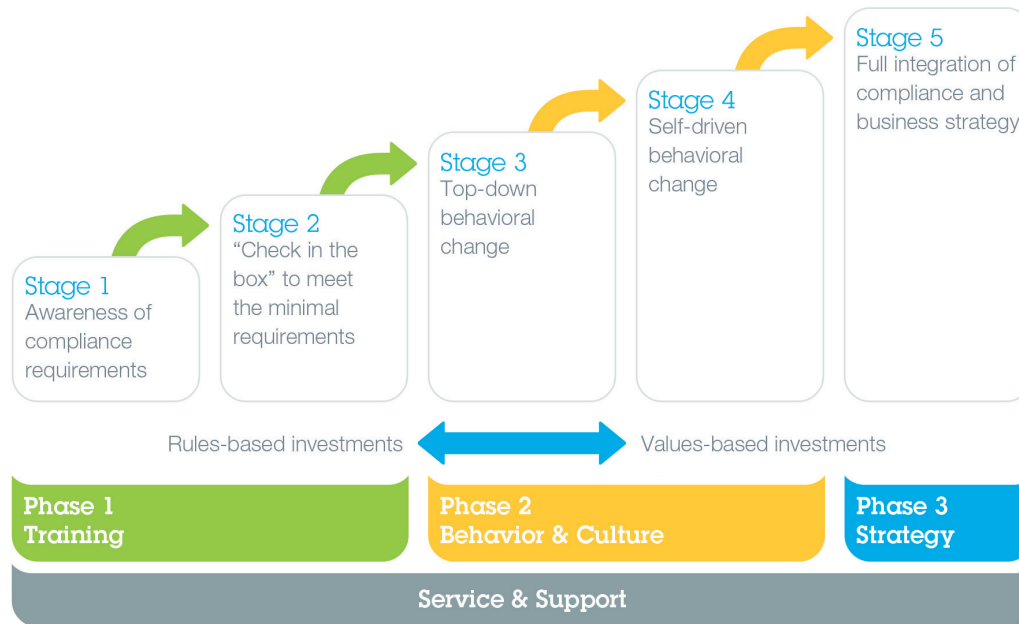 Stage 1
Awareness of
compliance
requirements
Stage 2
“Check in the
box” to meet
the minimal
requirements
Stage 3
Top-down
behavioral
change
Stage 4
Self-driven
behavioral
change
Stage 5
Full integration of
compliance and
business strategy
Rules-based investments
Values-based investments
Phase 1
Training
Phase 2
Behavior & Culture
Phase 3
Strategy
Service & Support